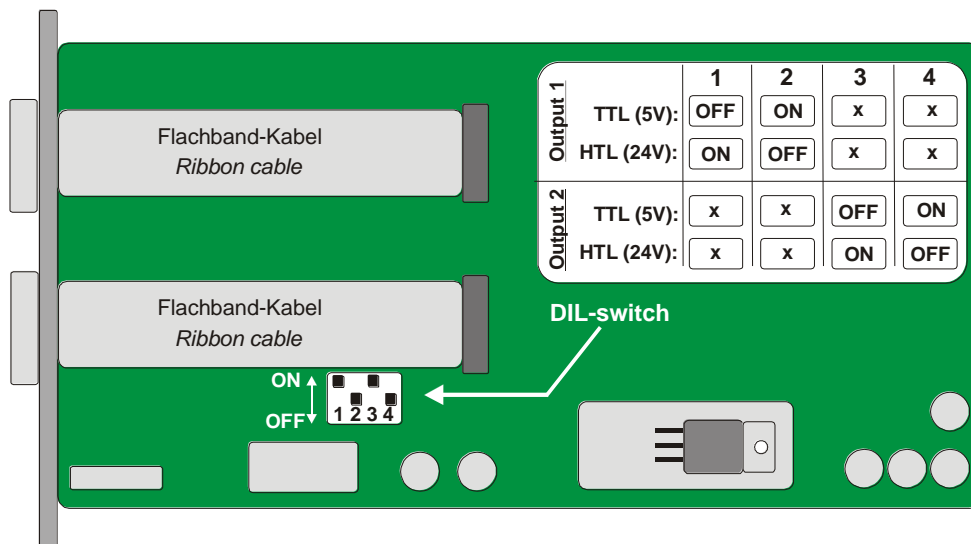 Flachband-Kabel
Ribbon cable
1 2 3 4
Output 1
TTL (5V): OFF ON x x
HTL (24V): ON OFF x x
Output 2
TTL (5V): x x OFF ON
HTL (24V): x x ON OFF
Flachband-Kabel
Ribbon cable
DIL-switch
ON
OFF
1 2 3 4